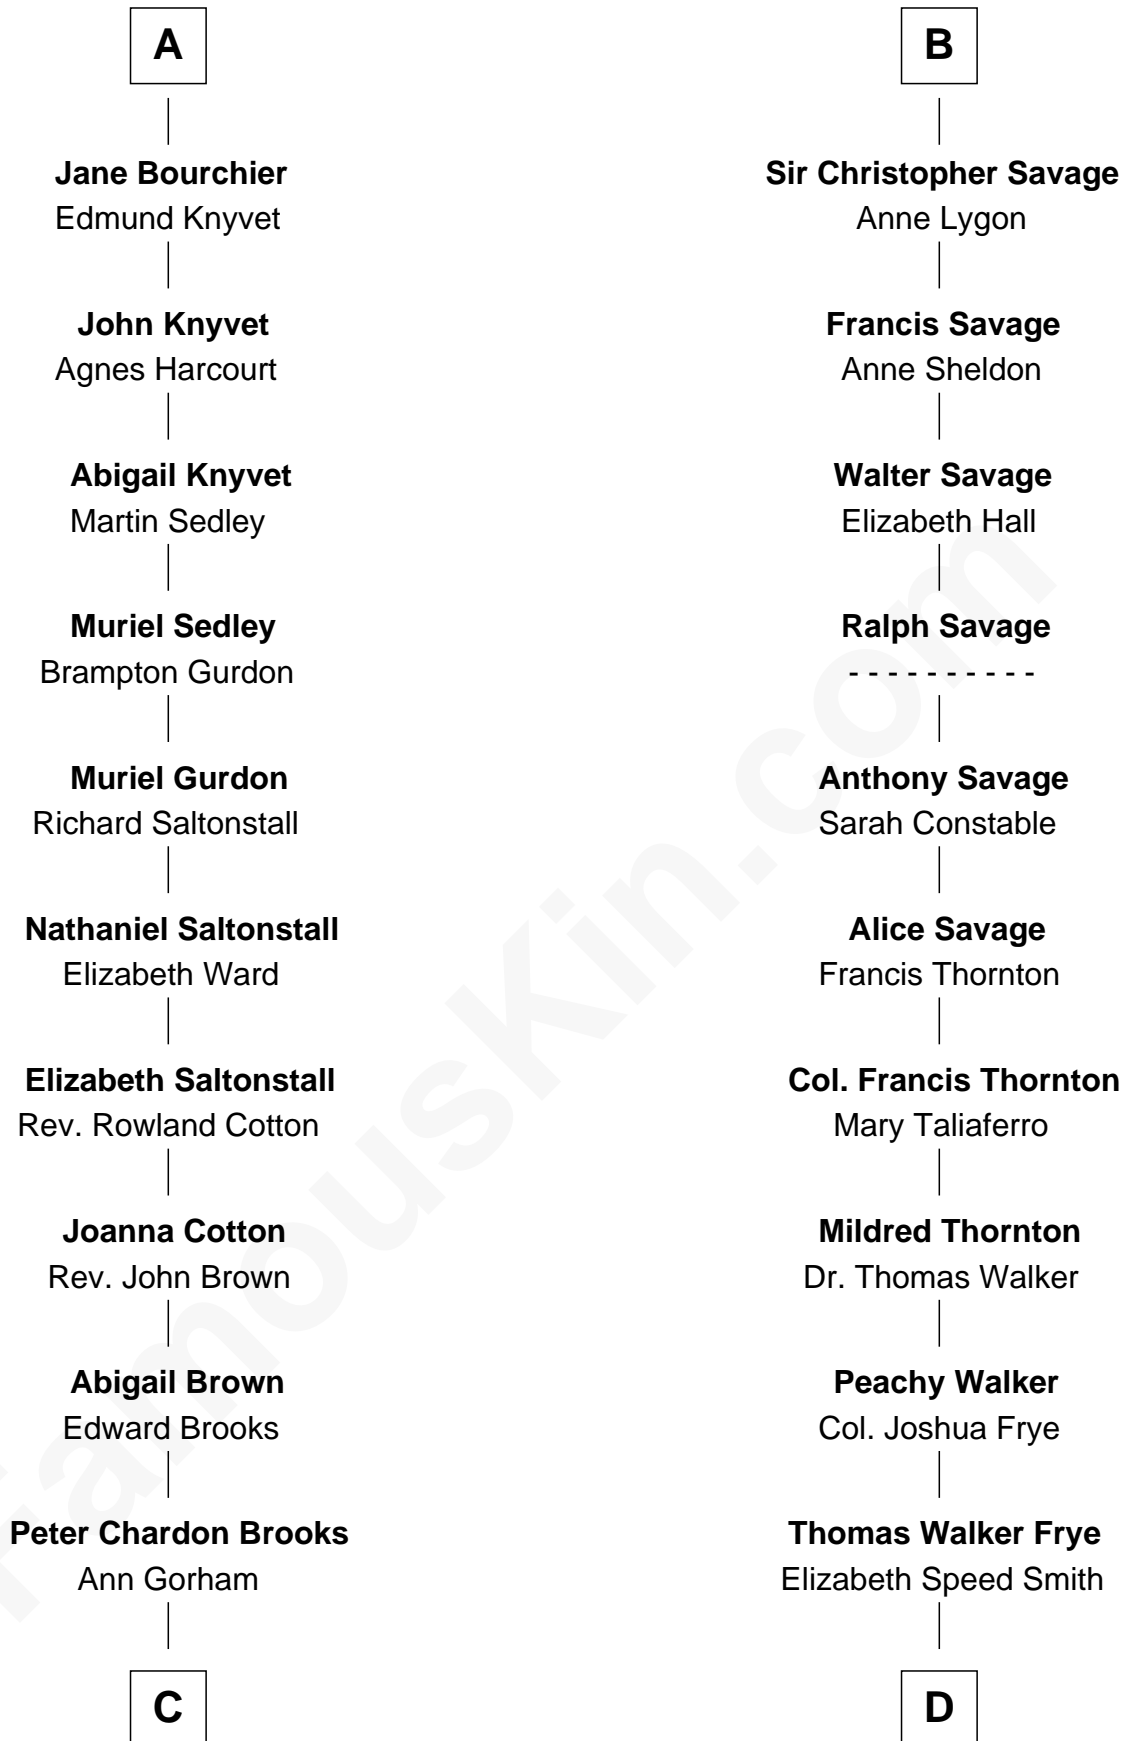 A
Jane Bourchier
Edmund Knyvet
John Knyvet
Agnes Harcourt
Abigail Knyvet
Martin Sedley
Muriel Sedley
Brampton Gurdon
Muriel Gurdon
Richard Saltonstall
Nathaniel Saltonstall
Elizabeth Ward
Elizabeth Saltonstall
Rev. Rowland Cotton
Joanna Cotton
Rev. John Brown
Abigail Brown
Edward Brooks
Peter Chardon Brooks
Ann Gorham
C
B
Sir Christopher Savage
Anne Lygon
Francis Savage
Anne Sheldon
Walter Savage
Elizabeth Hall
Ralph Savage
- - - - - - - - - -
Anthony Savage
Sarah Constable
Alice Savage
Francis Thornton
Col. Francis Thornton
Mary Taliaferro
Mildred Thornton
Dr. Thomas Walker
Peachy Walker
Col. Joshua Frye
Thomas Walker Frye
Elizabeth Speed Smith
D
FamousKin.com